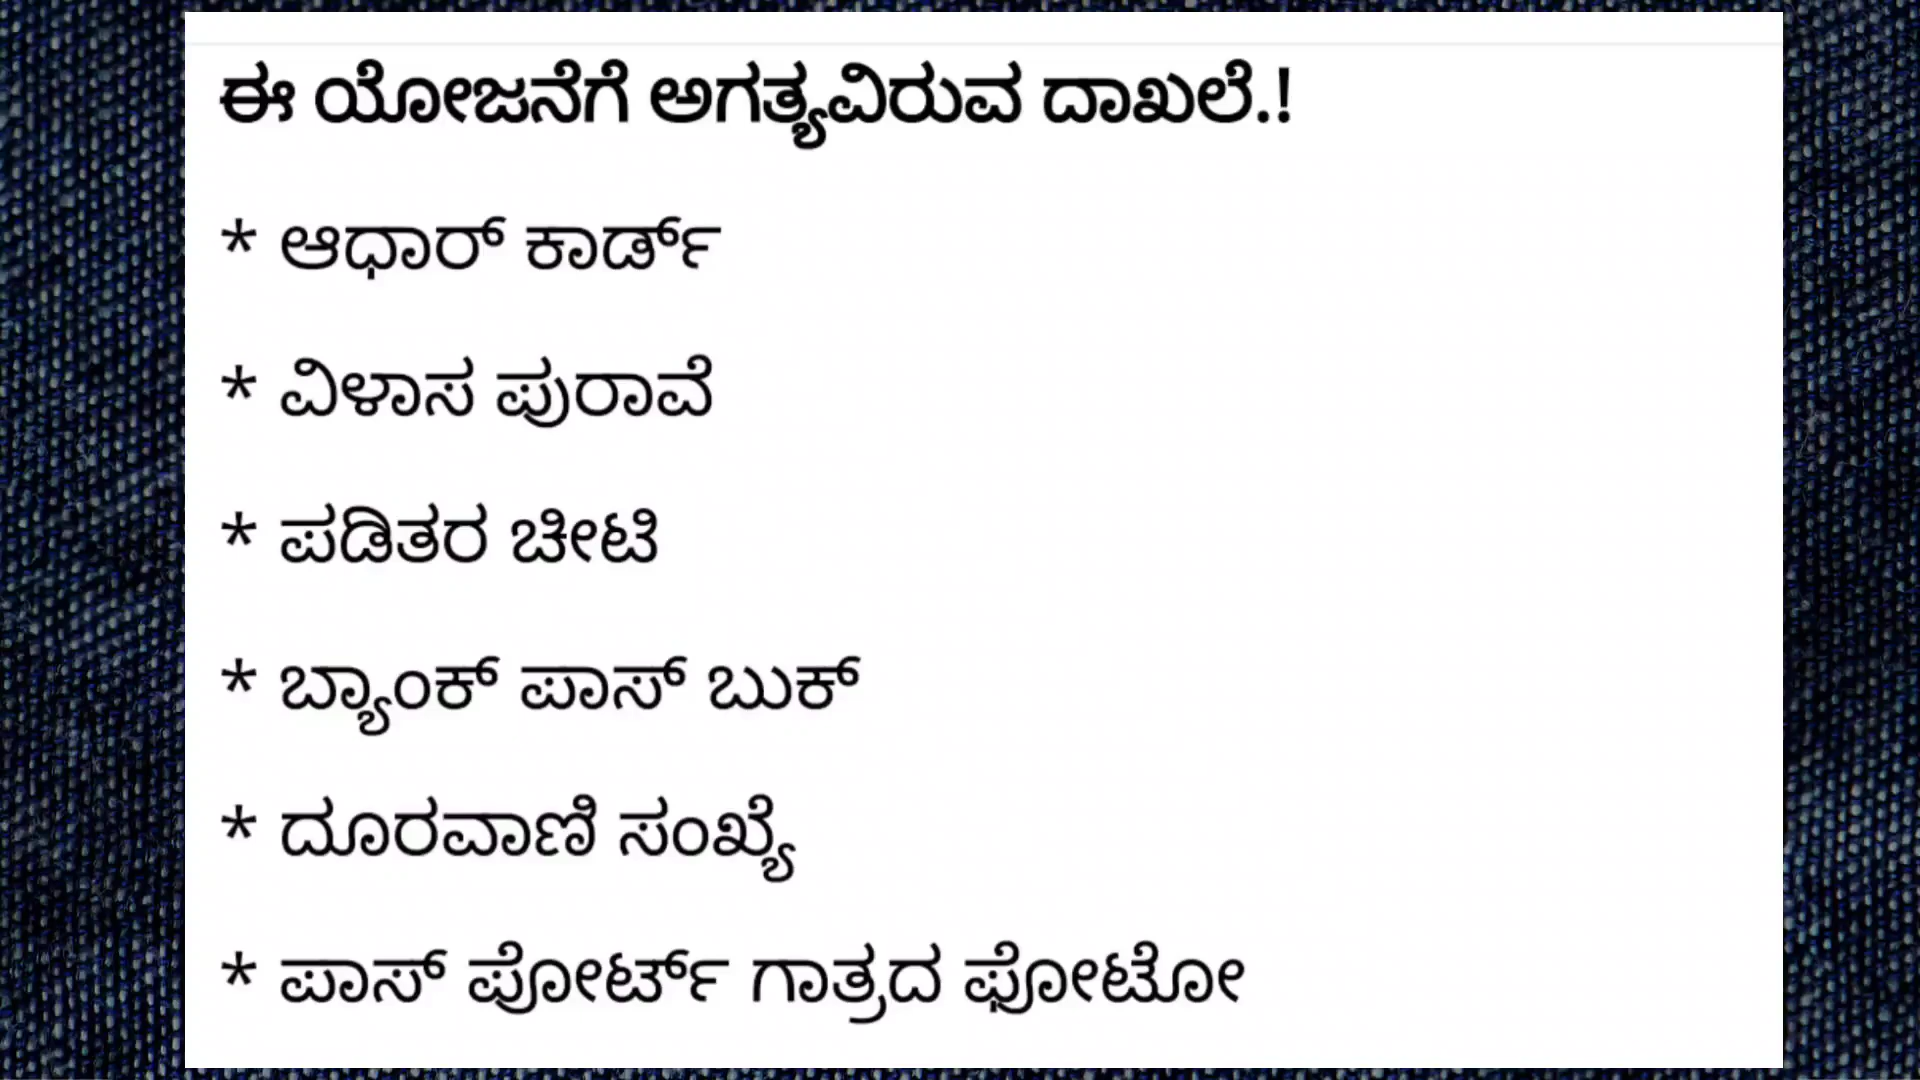 ಈ ಯೋಜನೆಗೆ ಅಗತ್ಯವಿರುವ ದಾಖಲೆ.!
* ಆಧಾರ್ ಕಾರ್ಡ್
* ವಿಳಾಸ ಪುರಾವೆ
* ಪಡಿತರ ಚೀಟಿ
* ಬ್ಯಾಂಕ್ ಪಾಸ್ ಬುಕ್
* ದೂರವಾಣಿ ಸಂಖ್ಯೆ
* ಪಾಸ್ ಪೋರ್ಟ್ ಗಾತ್ರದ ಫೋಟೋ